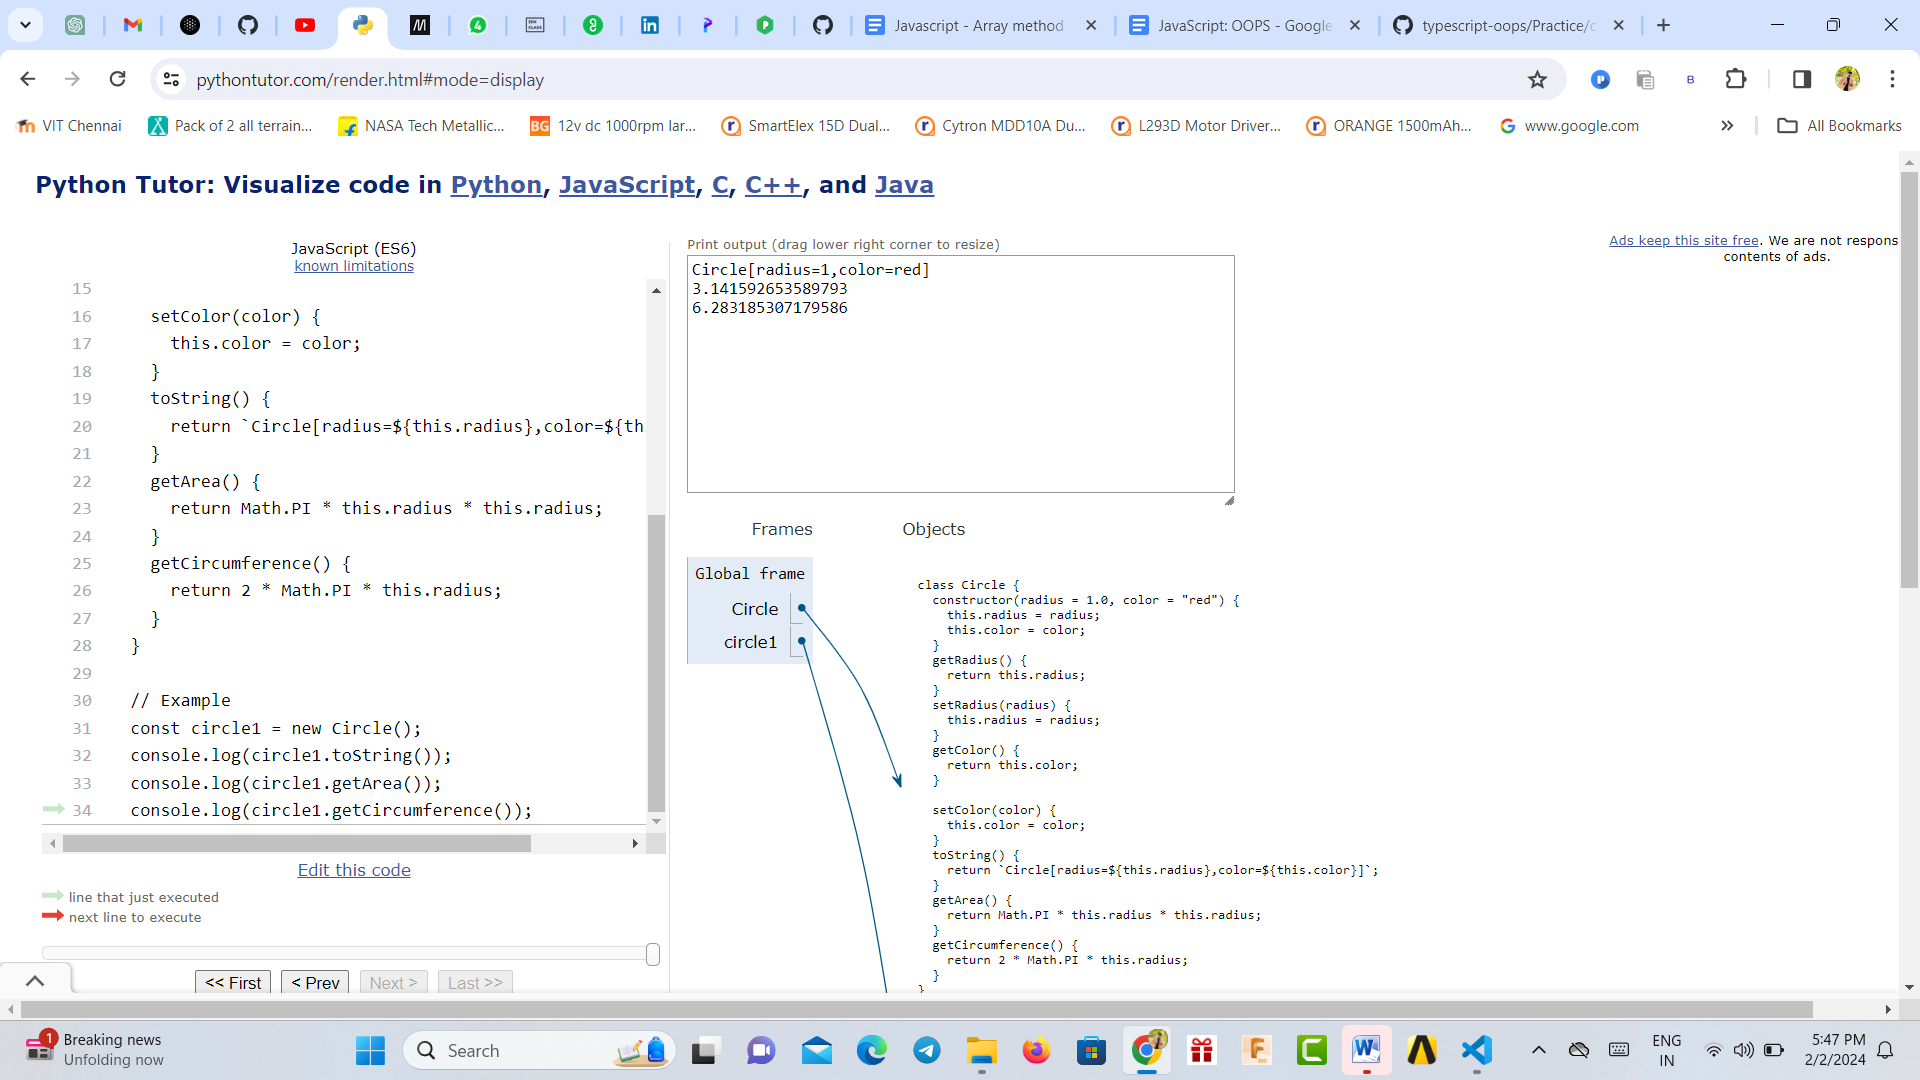 Javascript - Array method
JavaScript: OOPS - Google
typescript-oops/Practice/c
pythontutor.com/render.html#mode=display
VIT Chennai
Pack of 2 all terrain...
NASA Tech Metallic...
12v dc 1000rpm lar...
SmartElex 15D Dual...
Cytron MDD10A Du...
L293D Motor Driver...
ORANGE 1500mAh...
www.google.com
All Bookmarks
Python Tutor: Visualize code in Python, JavaScript, C, C++, and Java
JavaScript (ES6)
known limitations
15
16 setColor(color) {
17 this.color = color;
18 }
19 toString() {
20 return `Circle[radius=${this.radius},color=${th
21 }
22 getArea() {
23 return Math.PI * this.radius * this.radius;
24 }
25 getCircumference() {
26 return 2 * Math.PI * this.radius;
27 }
28 }
29
30 // Example
31 const circle1 = new Circle();
32 console.log(circle1.toString());
33 console.log(circle1.getArea());
34 console.log(circle1.getCircumference());
Edit this code
line that just executed
next line to execute
<< First
< Prev
Next >
Last >>
Print output (drag lower right corner to resize)
Circle[radius=1,color=red]
3.141592653589793
6.283185307179586
Ads keep this site free. We are not respons
contents of ads.
Frames
Objects
Global frame
Circle
circle1
class Circle {
constructor(radius = 1.0, color = "red") {
this.radius = radius;
this.color = color;
}
getRadius() {
return this.radius;
}
setRadius(radius) {
this.radius = radius;
}
getColor() {
return this.color;
}
setColor(color) {
this.color = color;
}
toString() {
return `Circle[radius=${this.radius},color=${this.color}]`;
}
getArea() {
return Math.PI * this.radius * this.radius;
}
getCircumference() {
return 2 * Math.PI * this.radius;
}
}
1
Breaking news
Unfolding now
Search
ENG
IN
5:47 PM
2/2/2024